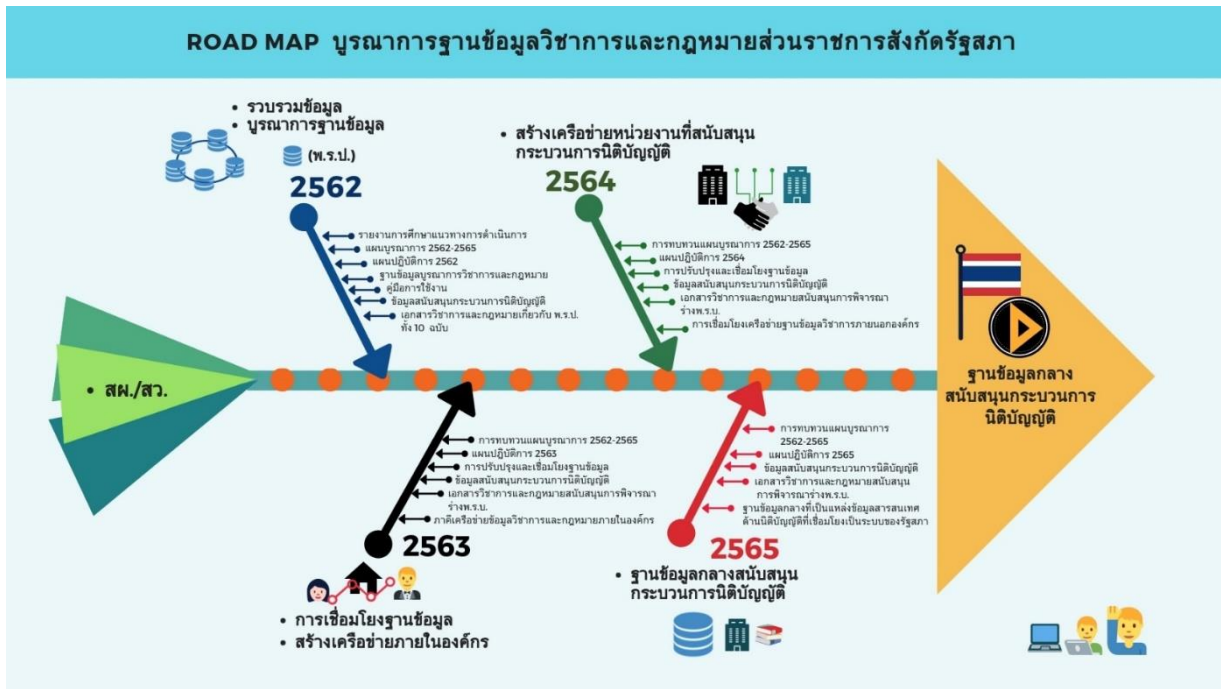 ROAD MAP บูรณาการฐานข้อมูลวิชาการและกฎหมายส่วนราชการสังกัดรัฐสภา
• รวบรวมข้อมูล
• บูรณาการฐานข้อมูล
(พ.ร.ป.)
2562
รายงานการศึกษาแนวทางการดำเนินการ
แผนบูรณาการ 2562-2565
แผนปฏิบัติการ 2562
ฐานข้อมูลบูรณาการวิชาการและกฎหมาย
คู่มือการใช้งาน
ข้อมูลสนับสนุนกระบวนการนิติบัญญัติ
เอกสารวิชาการและกฎหมายเกี่ยวกับ พ.ร.ป.
ทั้ง 10 ฉบับ
• สร้างเครือข่ายหน่วยงานที่สนับสนุน
กระบวนการนิติบัญญัติ
2564
การทบทวนแผนบูรณาการ 2562-2565
แผนปฏิบัติการ 2564
การปรับปรุงและเชื่อมโยงฐานข้อมูล
ข้อมูลสนับสนุนกระบวนการนิติบัญญัติ
เอกสารวิชาการและกฎหมายสนับสนุนการพิจารณา
ร่างพ.ร.บ.
การเชื่อมโยงเครือข่ายฐานข้อมูลวิชาการภายนอกองค์กร
• สผ./สว.
ฐานข้อมูลกลาง
สนับสนุนกระบวนการ
นิติบัญญัติ
การทบทวนแผนบูรณาการ 2562-2565
แผนปฏิบัติการ 2563
การปรับปรุงและเชื่อมโยงฐานข้อมูล
ข้อมูลสนับสนุนกระบวนการนิติบัญญัติ
เอกสารวิชาการและกฎหมายสนับสนุนการพิจารณา
ร่างพ.ร.บ.
ภาคีเครือข่ายข้อมูลวิชาการและกฎหมายภายในองค์กร
2563
• การเชื่อมโยงฐานข้อมูล
• สร้างเครือข่ายภายในองค์กร
การทบทวนแผนบูรณาการ
2562-2565
แผนปฏิบัติการ 2565
ข้อมูลสนับสนุนกระบวนการนิติบัญญัติ
เอกสารวิชาการและกฎหมายสนับสนุน
การพิจารณาร่างพ.ร.บ.
ฐานข้อมูลกลางที่เป็นแหล่งข้อมูลสารสนเทศ
ด้านนิติบัญญัติที่เชื่อมโยงเป็นระบบของรัฐสภา
2565
• ฐานข้อมูลกลางสนับสนุน
กระบวนการนิติบัญญัติ